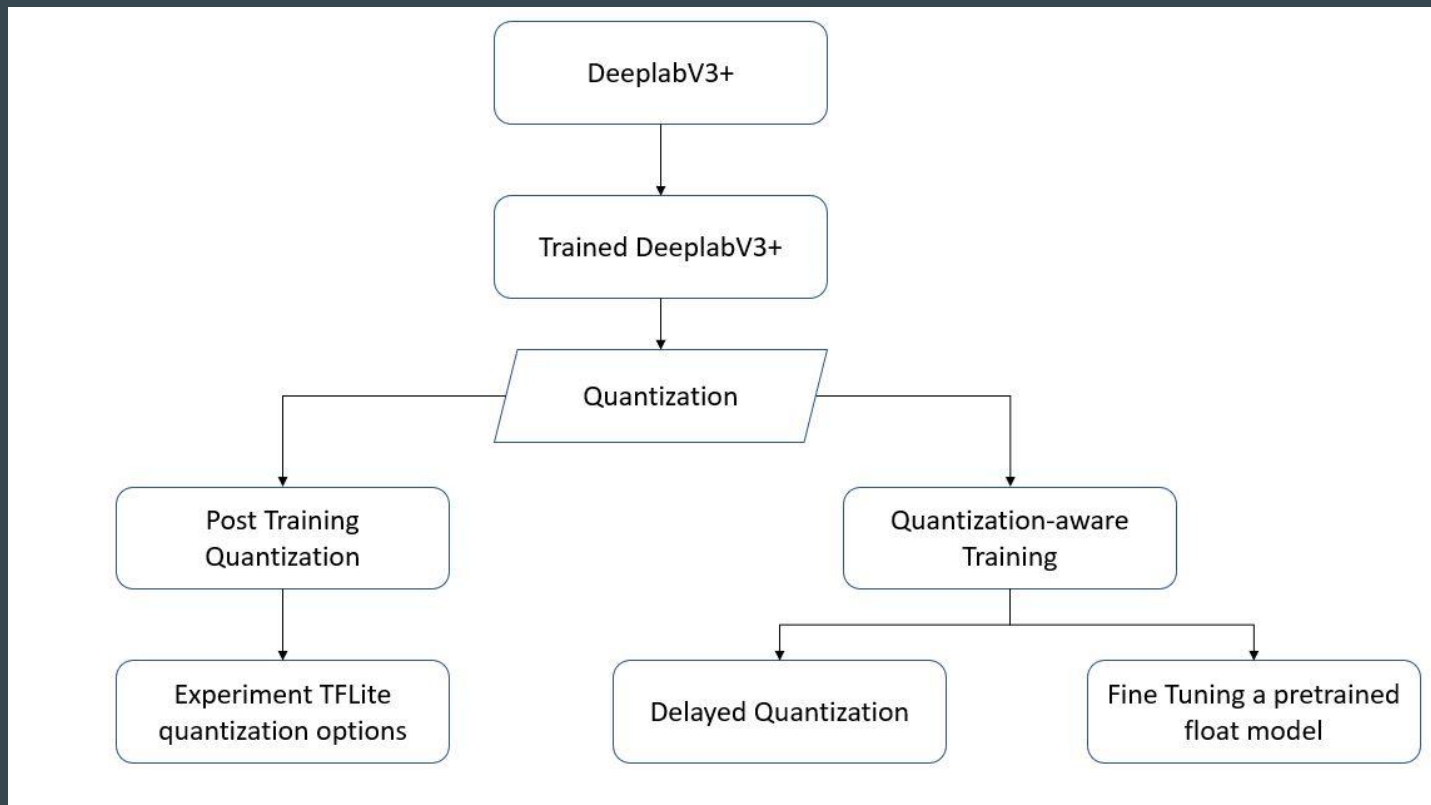 DeeplabV3+
Trained DeeplabV3+
Quantization
Post Training
Quantization
Quantization-aware
Training
Experiment TFLite
quantization options
Delayed Quantization
Fine Tuning a pretrained
float model